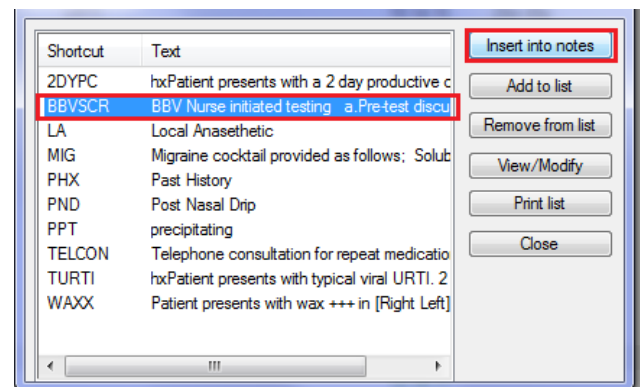 Shortcut Text
2DYPC hxPatient presents with a 2 day productive c
BBVSCR BBV Nurse initiated testing a.Pre-test discu
LA Local Anasethetic
MIG Migraine cocktail provided as follows; Solub
PHX Past History
PND Post Nasal Drip
PPT precipitating
TELCON Telephone consultation for repeat medicatio
TURTI hxPatient presents with typical viral URTI. 2
WAXX Patient presents with wax +++ in [Right Left]
Insert into notes
Add to list
Remove from list
View/Modify
Print list
Close